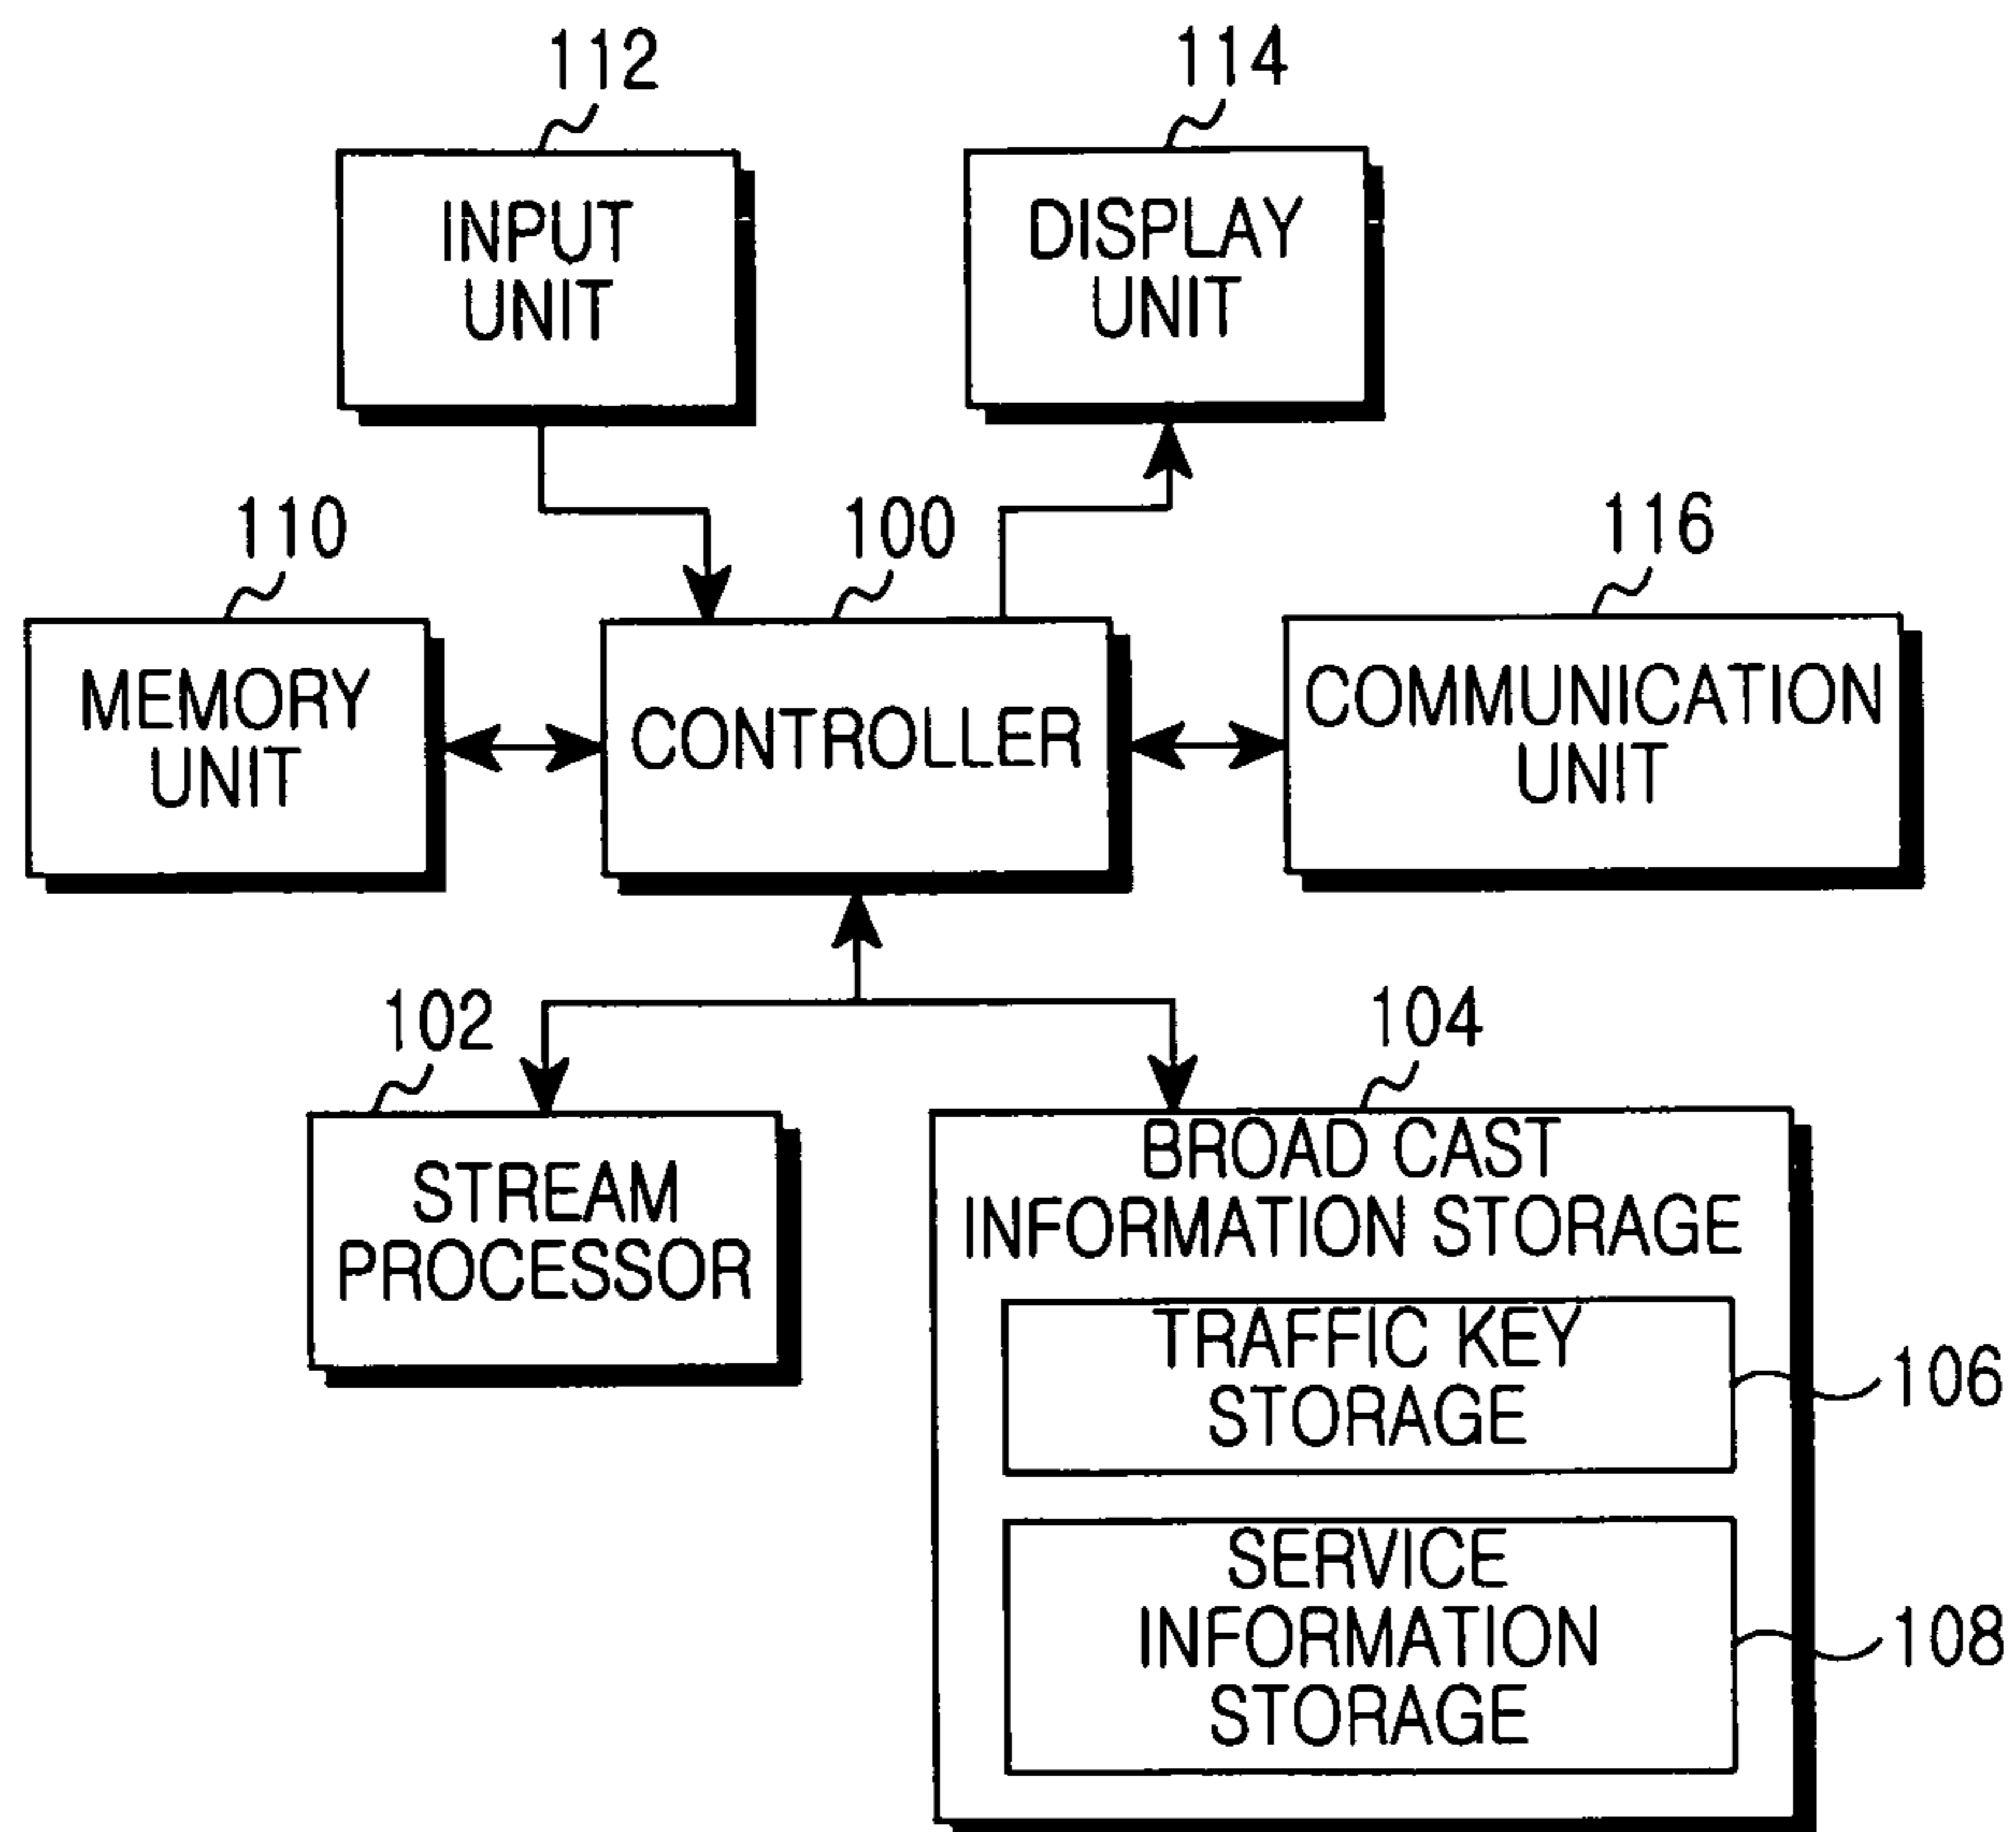 112
114
INPUT
UNIT
DISPLAY
UNIT
110
100
116
MEMORY
UNIT
CONTROLLER
COMMUNICATION
UNIT
102
104
STREAM
PROCESSOR
BROAD CAST
INFORMATION STORAGE
TRAFFIC KEY
STORAGE
106
SERVICE
INFORMATION
STORAGE
108